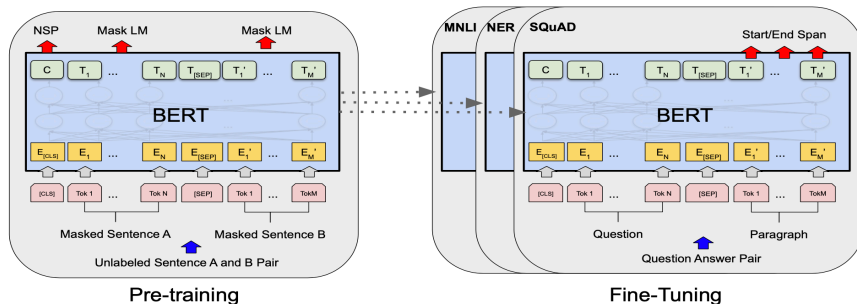 NSP Mask LM Mask LM
C T1 ... TN T[SEP] T1' ... TM'
BERT
E[CLS] E1 ... EN E[SEP] E1' ... EM'
[CLS] Tok 1 ... Tok N [SEP] Tok 1 ... TokM
Masked Sentence A Masked Sentence B
Unlabeled Sentence A and B Pair
Pre-training
MNLI NER SQuAD
Start/End Span
C T1 ... TN T[SEP] T1' ... TM'
BERT
E[CLS] E1 ... EN E[SEP] E1' ... EM'
[CLS] Tok 1 ... Tok N [SEP] Tok 1 ... TokM
Question Paragraph
Question Answer Pair
Fine-Tuning